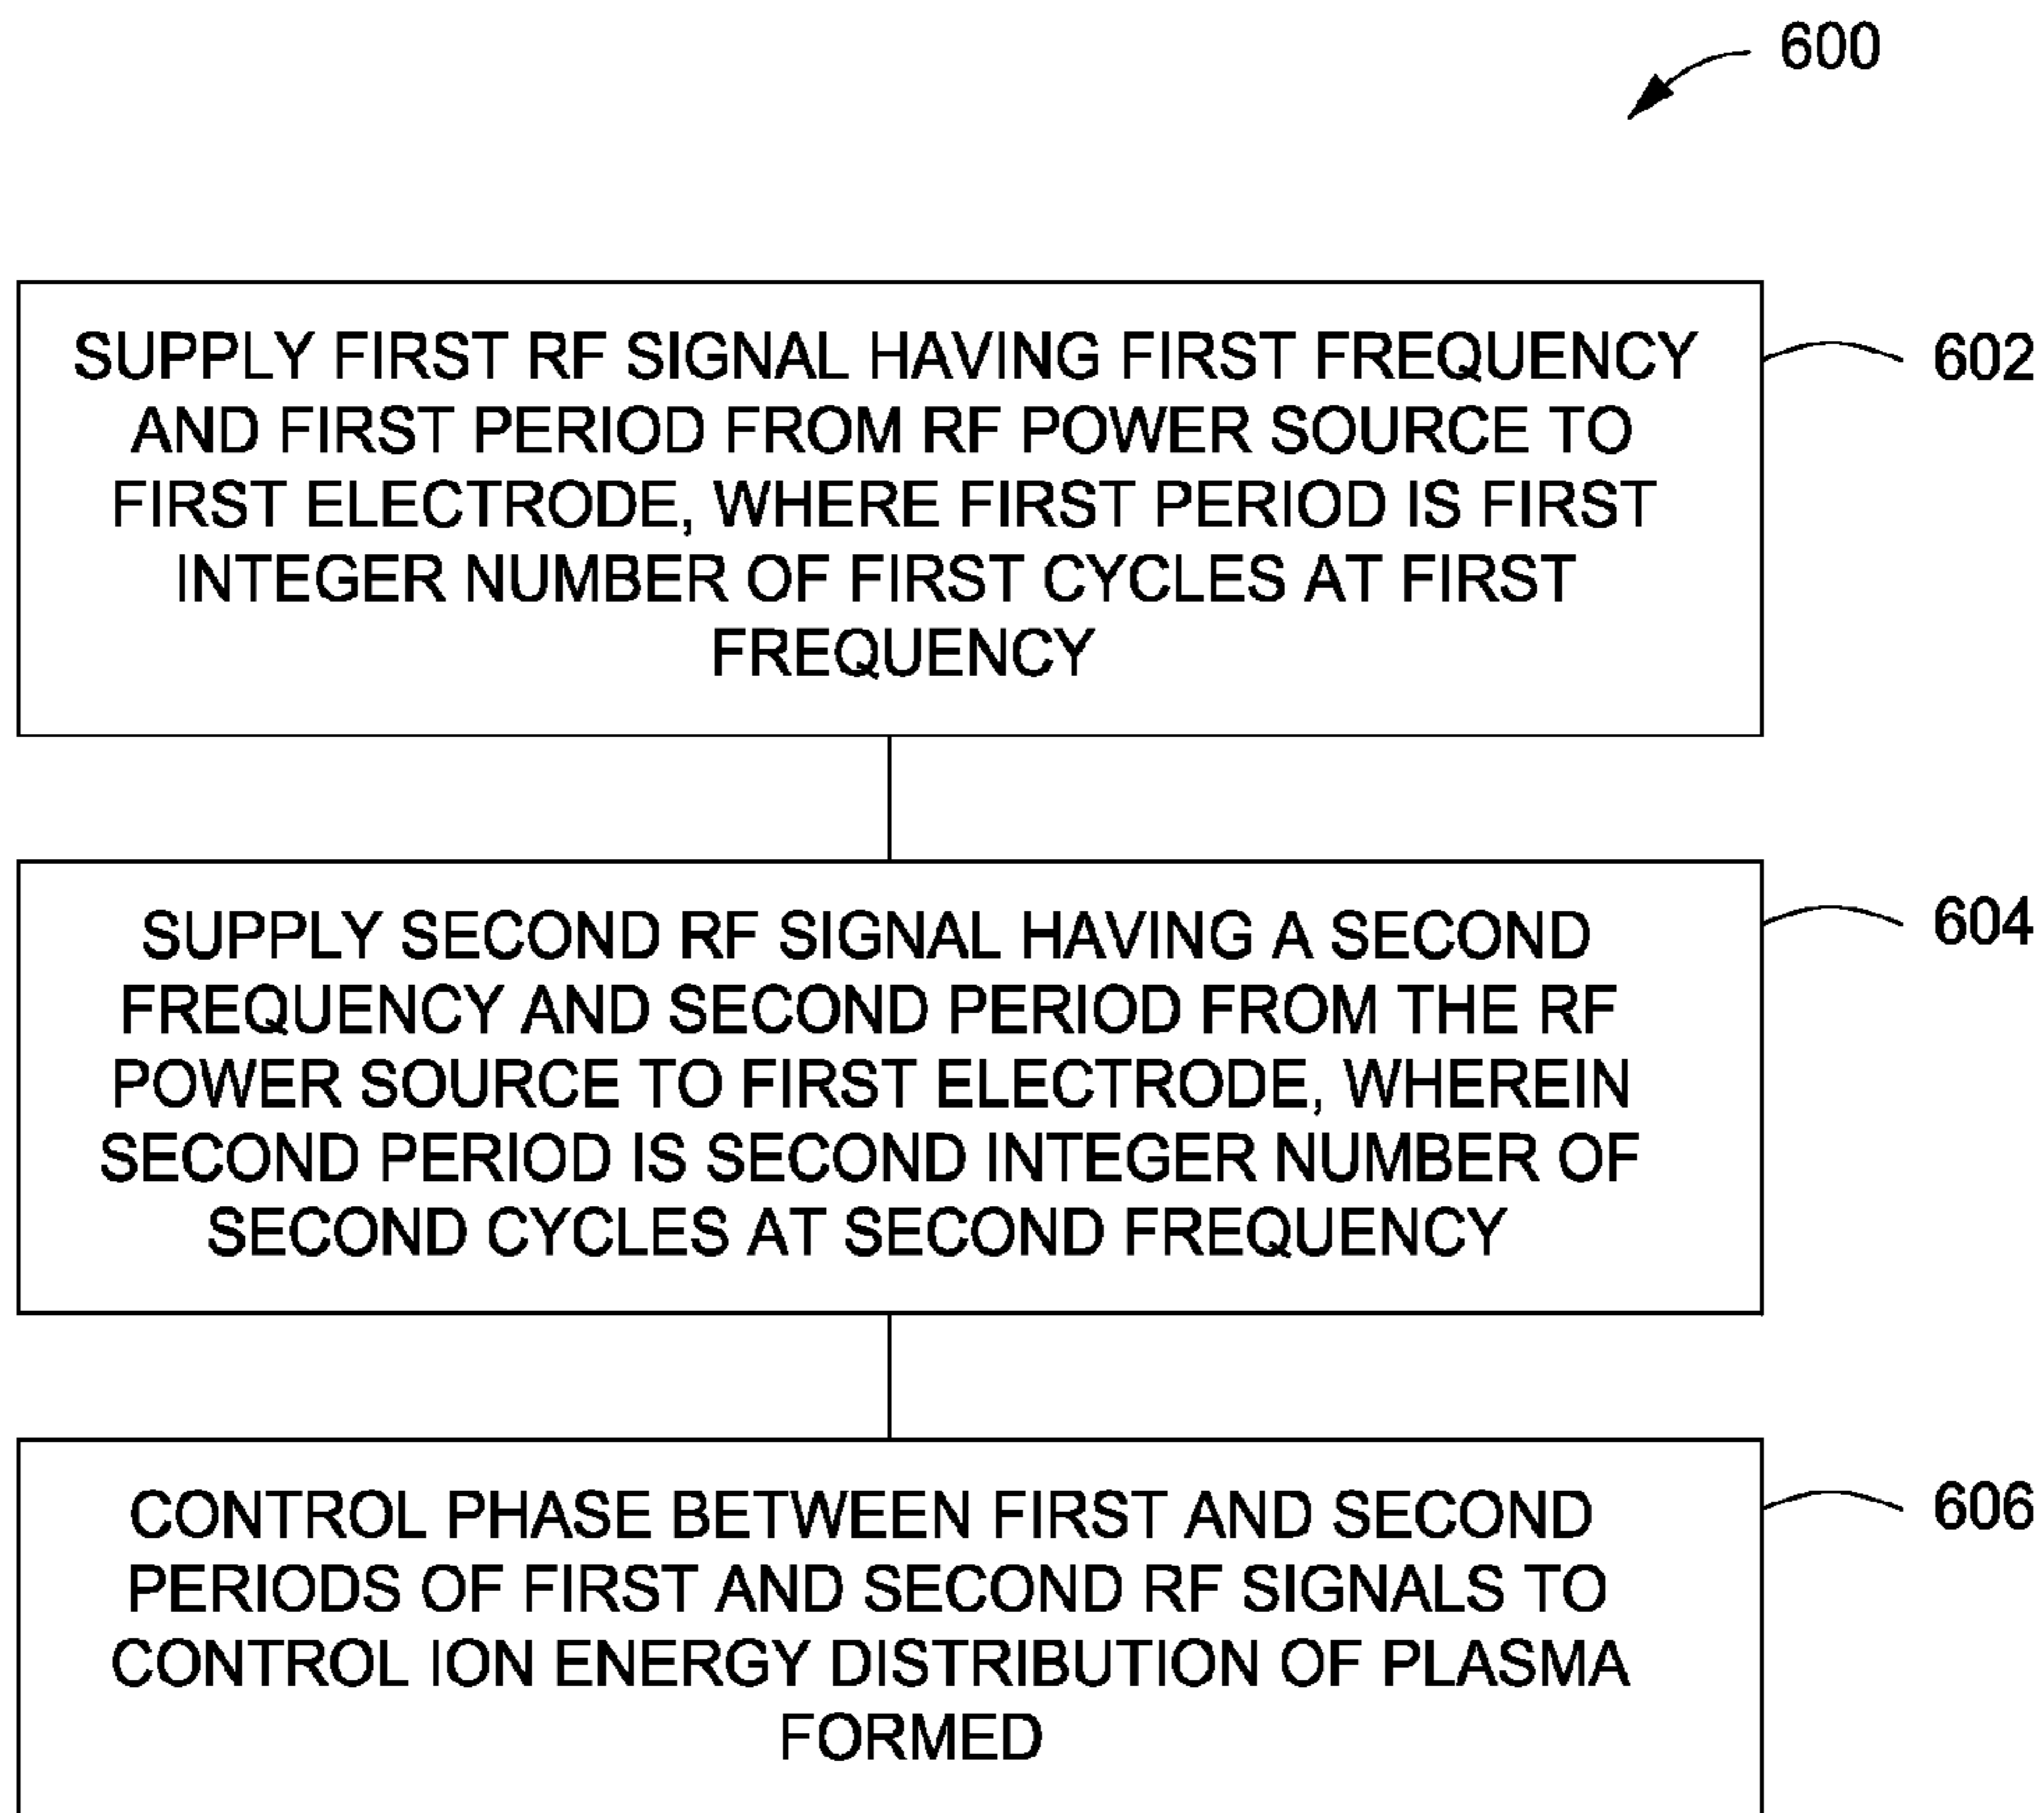 600
SUPPLY FIRST RF SIGNAL HAVING FIRST FREQUENCY
AND FIRST PERIOD FROM RF POWER SOURCE TO
FIRST ELECTRODE, WHERE FIRST PERIOD IS FIRST
INTEGER NUMBER OF FIRST CYCLES AT FIRST
FREQUENCY
602
SUPPLY SECOND RF SIGNAL HAVING A SECOND
FREQUENCY AND SECOND PERIOD FROM THE RF
POWER SOURCE TO FIRST ELECTRODE, WHEREIN
SECOND PERIOD IS SECOND INTEGER NUMBER OF
SECOND CYCLES AT SECOND FREQUENCY
604
CONTROL PHASE BETWEEN FIRST AND SECOND
PERIODS OF FIRST AND SECOND RF SIGNALS TO
CONTROL ION ENERGY DISTRIBUTION OF PLASMA
FORMED
606